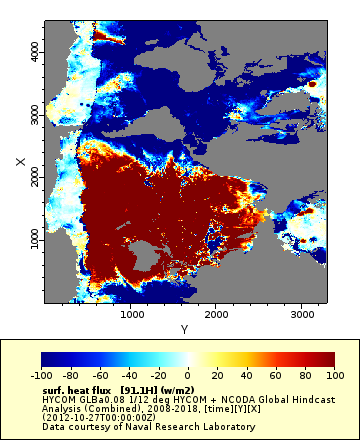 4000
3000
2000
1000
X
1000
2000
3000
Y
-100 -80 -60 -40 -20 0 20 40 60 80 100
surf. heat flux [91.1H] (w/m2)
HYCOM GLBa0.08 1/12 deg HYCOM + NCODA Global Hindcast
Analysis (Combined), 2008-2018, [time][Y][X]
(2012-10-27T00:00:00Z)
Data courtesy of Naval Research Laboratory